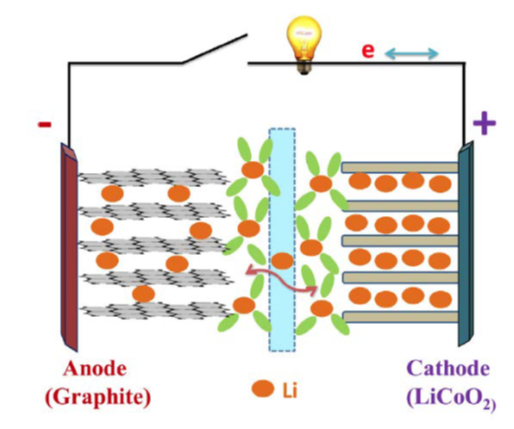 e
-
+
Anode
(Graphite)
Li
Cathode
(LiCoO₂)